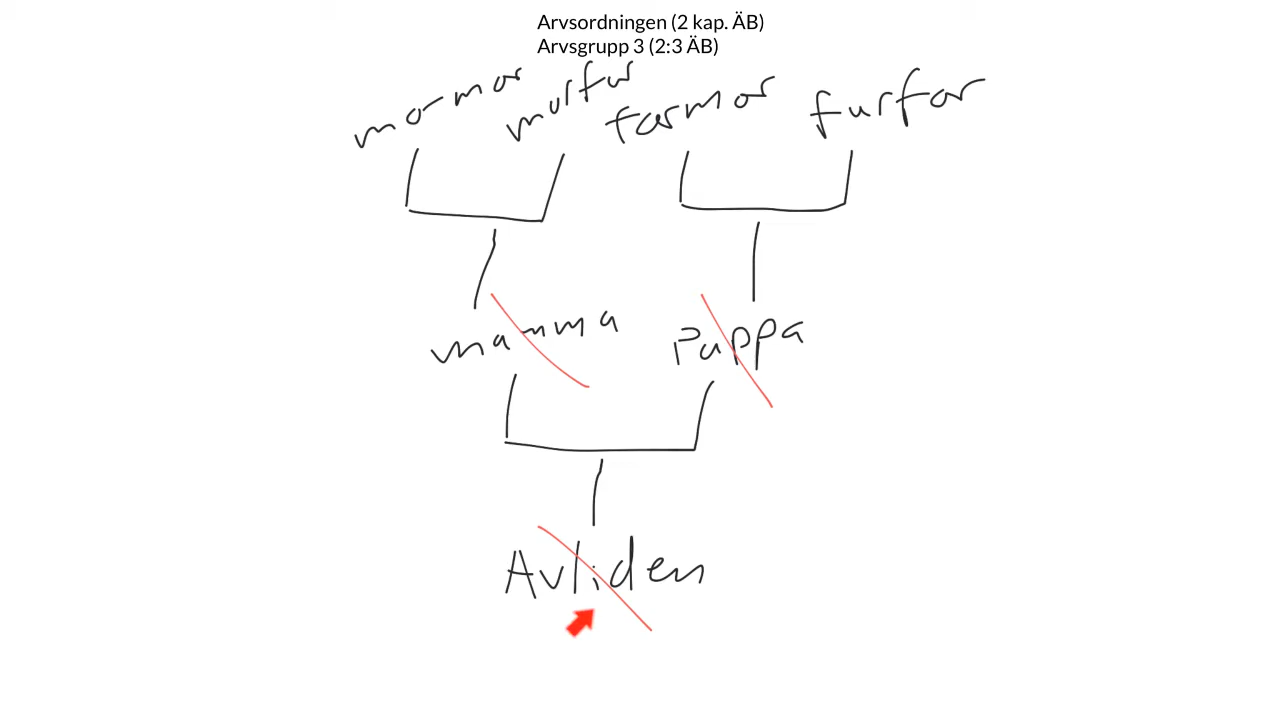 Arvsordningen (2 kap. ÄB)
Arvsgrupp 3 (2:3 ÄB)
mormor morfar farmor farfar
mamma Pappa
Avliden